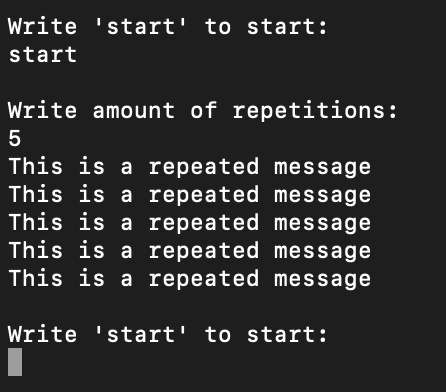 Write 'start' to start:
start
Write amount of repetitions:
5
This is a repeated message
This is a repeated message
This is a repeated message
This is a repeated message
This is a repeated message
Write 'start' to start: